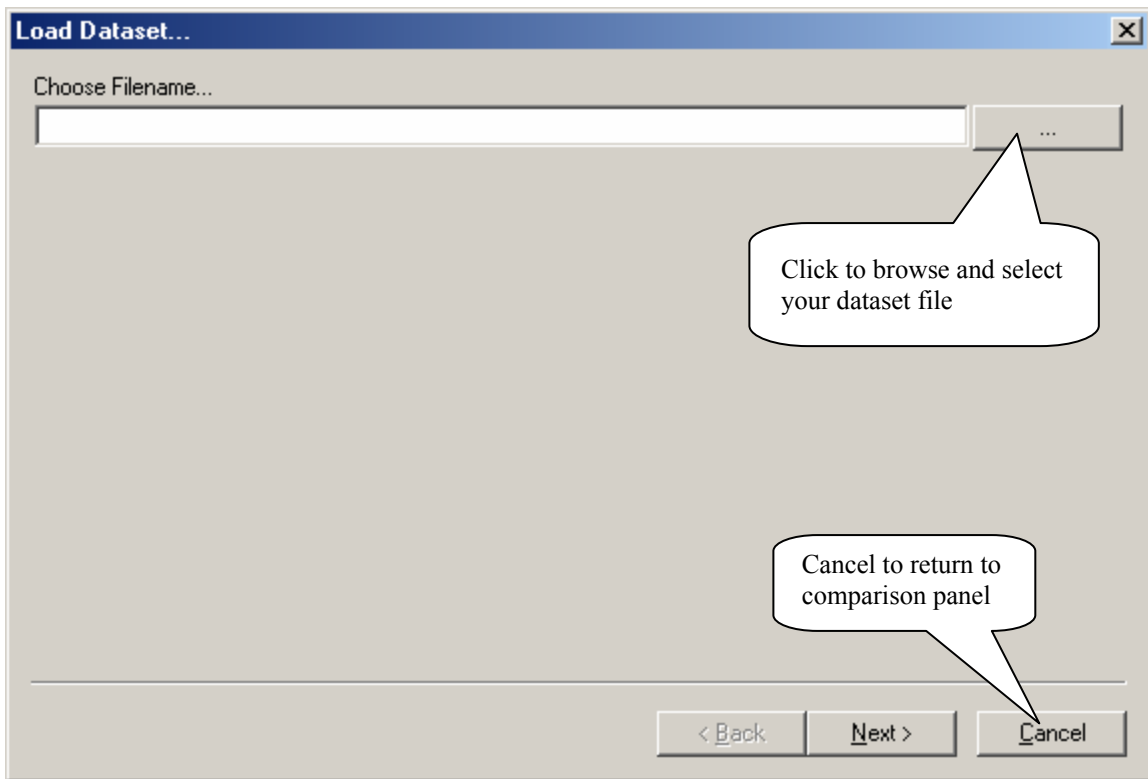 Load Dataset...
Choose Filename...
...
Click to browse and select
your dataset file
Cancel to return to
comparison panel
< Back
Next >
Cancel